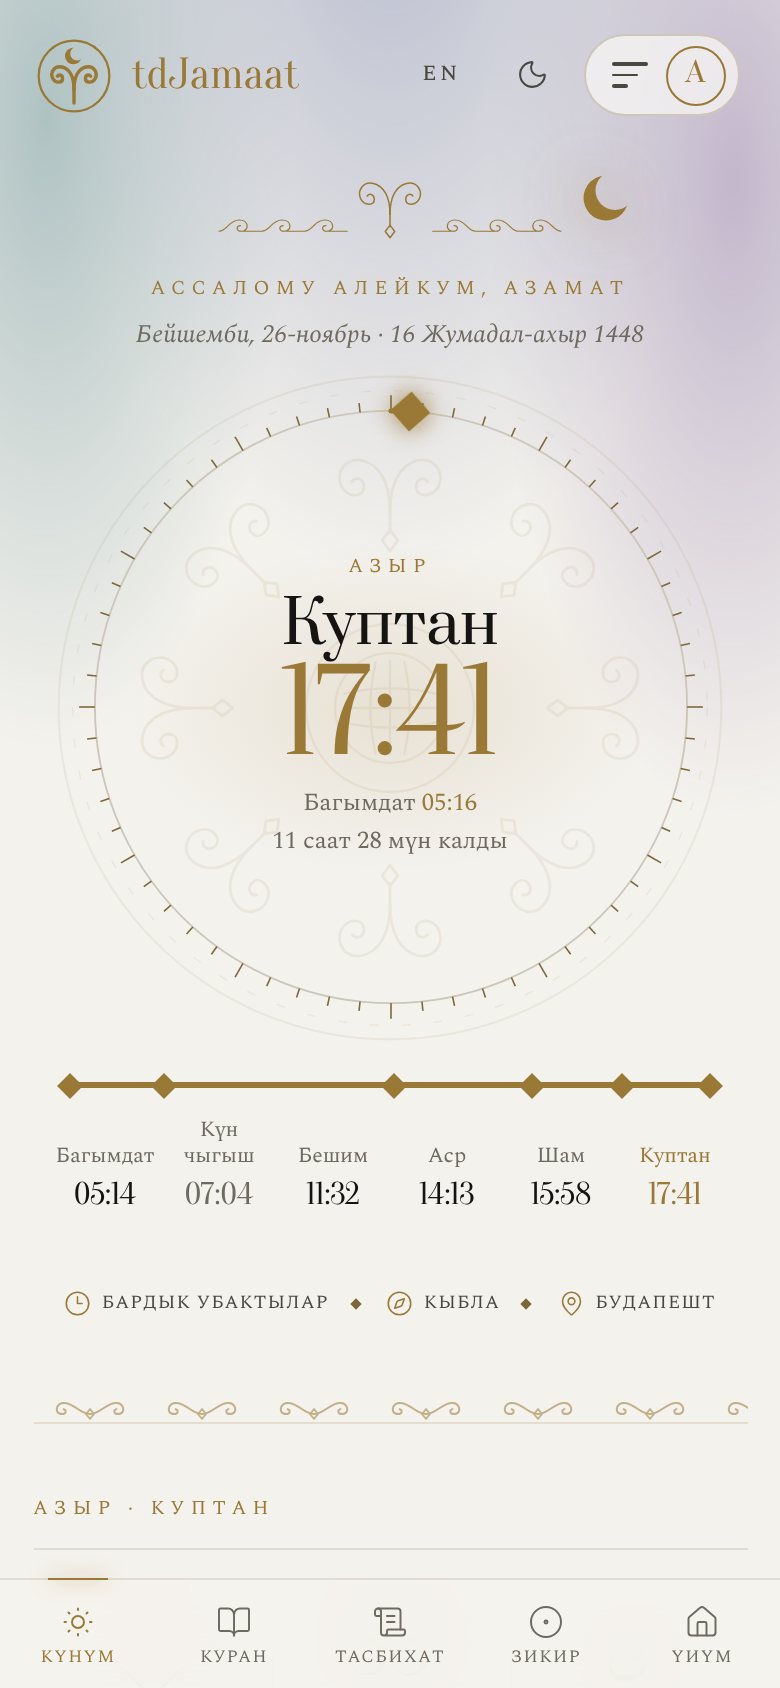 tdJamaat EN A
АССАЛОМУ АЛЕЙКУМ, АЗАМАТ
Бейшемби, 26-ноябрь · 16 Жумадал-ахыр 1448
АЗЫР
Куптан
17:41
Багымдат 05:16
11 саат 28 мүн калды
Багымдат
05:14
Күн
чыгыш
07:04
Бешим
11:32
Аср
14:13
Шам
15:58
Куптан
17:41
БАРДЫК УБАКТЫЛАР ◆ КЫБЛА ◆ БУДАПЕШТ
АЗЫР · КУПТАН
КҮНҮМ КУРАН ТАСБИХАТ ЗИКИР ҮЙҮМ